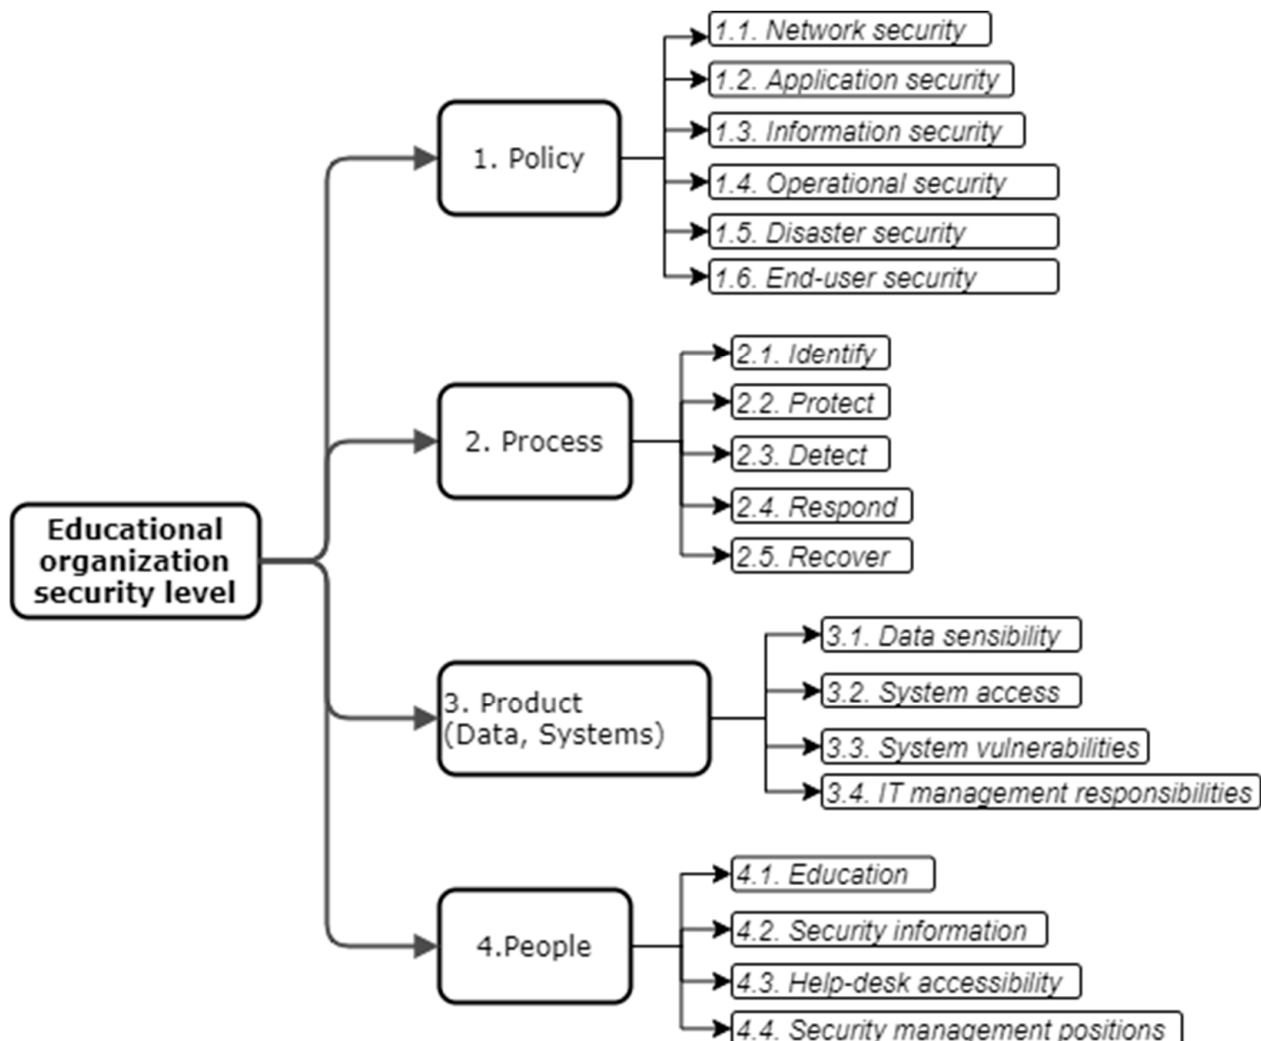 Educational
organization
security level
1. Policy
1.1. Network security
1.2. Application security
1.3. Information security
1.4. Operational security
1.5. Disaster security
1.6. End-user security
2. Process
2.1. Identify
2.2. Protect
2.3. Detect
2.4. Respond
2.5. Recover
3. Product
(Data, Systems)
3.1. Data sensibility
3.2. System access
3.3. System vulnerabilities
3.4. IT management responsibilities
4.People
4.1. Education
4.2. Security information
4.3. Help-desk accessibility
4.4. Security management positions